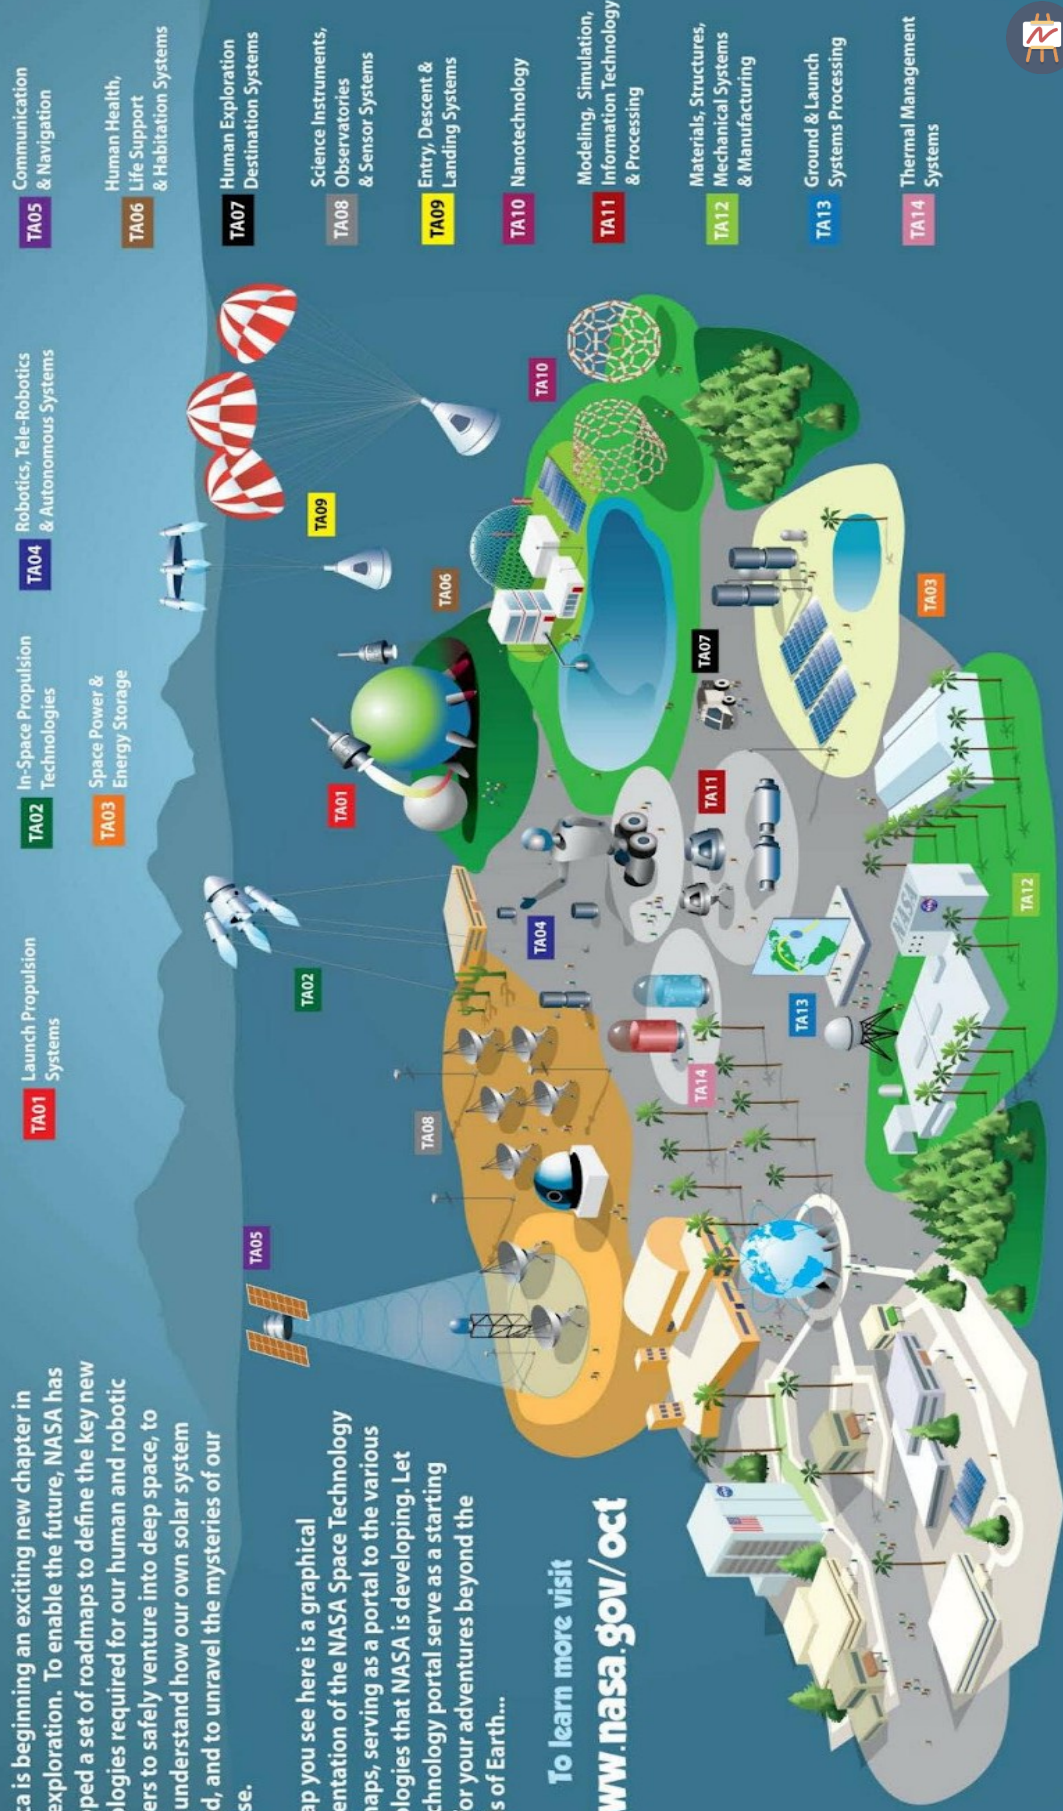 ca is beginning an exciting new chapter in
exploration. To enable the future, NASA has
ped a set of roadmaps to define the key new
ologies required for our human and robotic
ers to safely venture into deep space, to
understand how our own solar system
d, and to unravel the mysteries of our
se.
ap you see here is a graphical
entation of the NASA Space Technology
maps, serving as a portal to the various
ologies that NASA is developing. Let
chnology portal serve as a starting
or your adventures beyond the
s of Earth...
To learn more visit
ww.nasa.gov/oct
TA01 Launch Propulsion
Systems
TA02 In-Space Propulsion
Technologies
TA03 Space Power &
Energy Storage
TA04 Robotics, Tele-Robotics
& Autonomous Systems
TA05 Communication
& Navigation
TA06 Human Health,
Life Support
& Habitation Systems
TA07 Human Exploration
Destination Systems
TA08 Science Instruments,
Observatories
& Sensor Systems
TA09 Entry, Descent &
Landing Systems
TA10 Nanotechnology
TA11 Modeling, Simulation,
Information Technology
& Processing
TA12 Materials, Structures,
Mechanical Systems
& Manufacturing
TA13 Ground & Launch
Systems Processing
TA14 Thermal Management
Systems
TA05
TA02
TA01
TA09
TA08
TA06
TA04
TA10
TA14
TA11
TA07
TA13
TA03
TA12
NASA